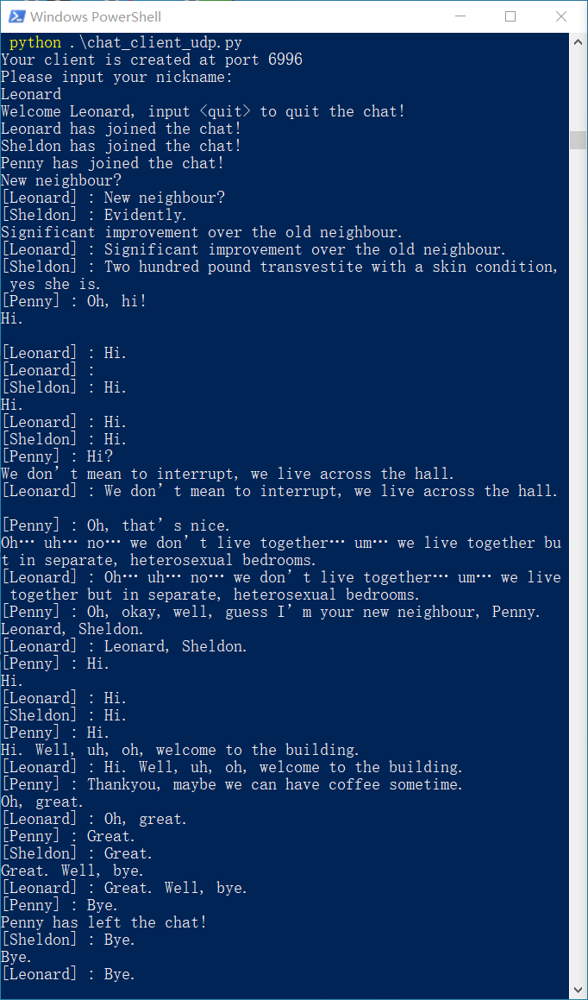 Windows PowerShell
python .\chat_client_udp.py
Your client is created at port 6996
Please input your nickname:
Leonard
Welcome Leonard, input <quit> to quit the chat!
Leonard has joined the chat!
Sheldon has joined the chat!
Penny has joined the chat!
New neighbour?
[Leonard] : New neighbour?
[Sheldon] : Evidently.
Significant improvement over the old neighbour.
[Leonard] : Significant improvement over the old neighbour.
[Sheldon] : Two hundred pound transvestite with a skin condition,
yes she is.
[Penny] : Oh, hi!
Hi.
[Leonard] : Hi.
[Leonard] :
[Sheldon] : Hi.
Hi.
[Leonard] : Hi.
[Sheldon] : Hi.
[Penny] : Hi?
We don’t mean to interrupt, we live across the hall.
[Leonard] : We don’t mean to interrupt, we live across the hall.
[Penny] : Oh, that’s nice.
Oh… uh… no… we don’t live together… um… we live together bu
t in separate, heterosexual bedrooms.
[Leonard] : Oh… uh… no… we don’t live together… um… we live
together but in separate, heterosexual bedrooms.
[Penny] : Oh, okay, well, guess I’m your new neighbour, Penny.
Leonard, Sheldon.
[Leonard] : Leonard, Sheldon.
[Penny] : Hi.
Hi.
[Leonard] : Hi.
[Sheldon] : Hi.
[Penny] : Hi.
Hi. Well, uh, oh, welcome to the building.
[Leonard] : Hi. Well, uh, oh, welcome to the building.
[Penny] : Thankyou, maybe we can have coffee sometime.
Oh, great.
[Leonard] : Oh, great.
[Penny] : Great.
[Sheldon] : Great.
Great. Well, bye.
[Leonard] : Great. Well, bye.
[Penny] : Bye.
Penny has left the chat!
[Sheldon] : Bye.
Bye.
[Leonard] : Bye.